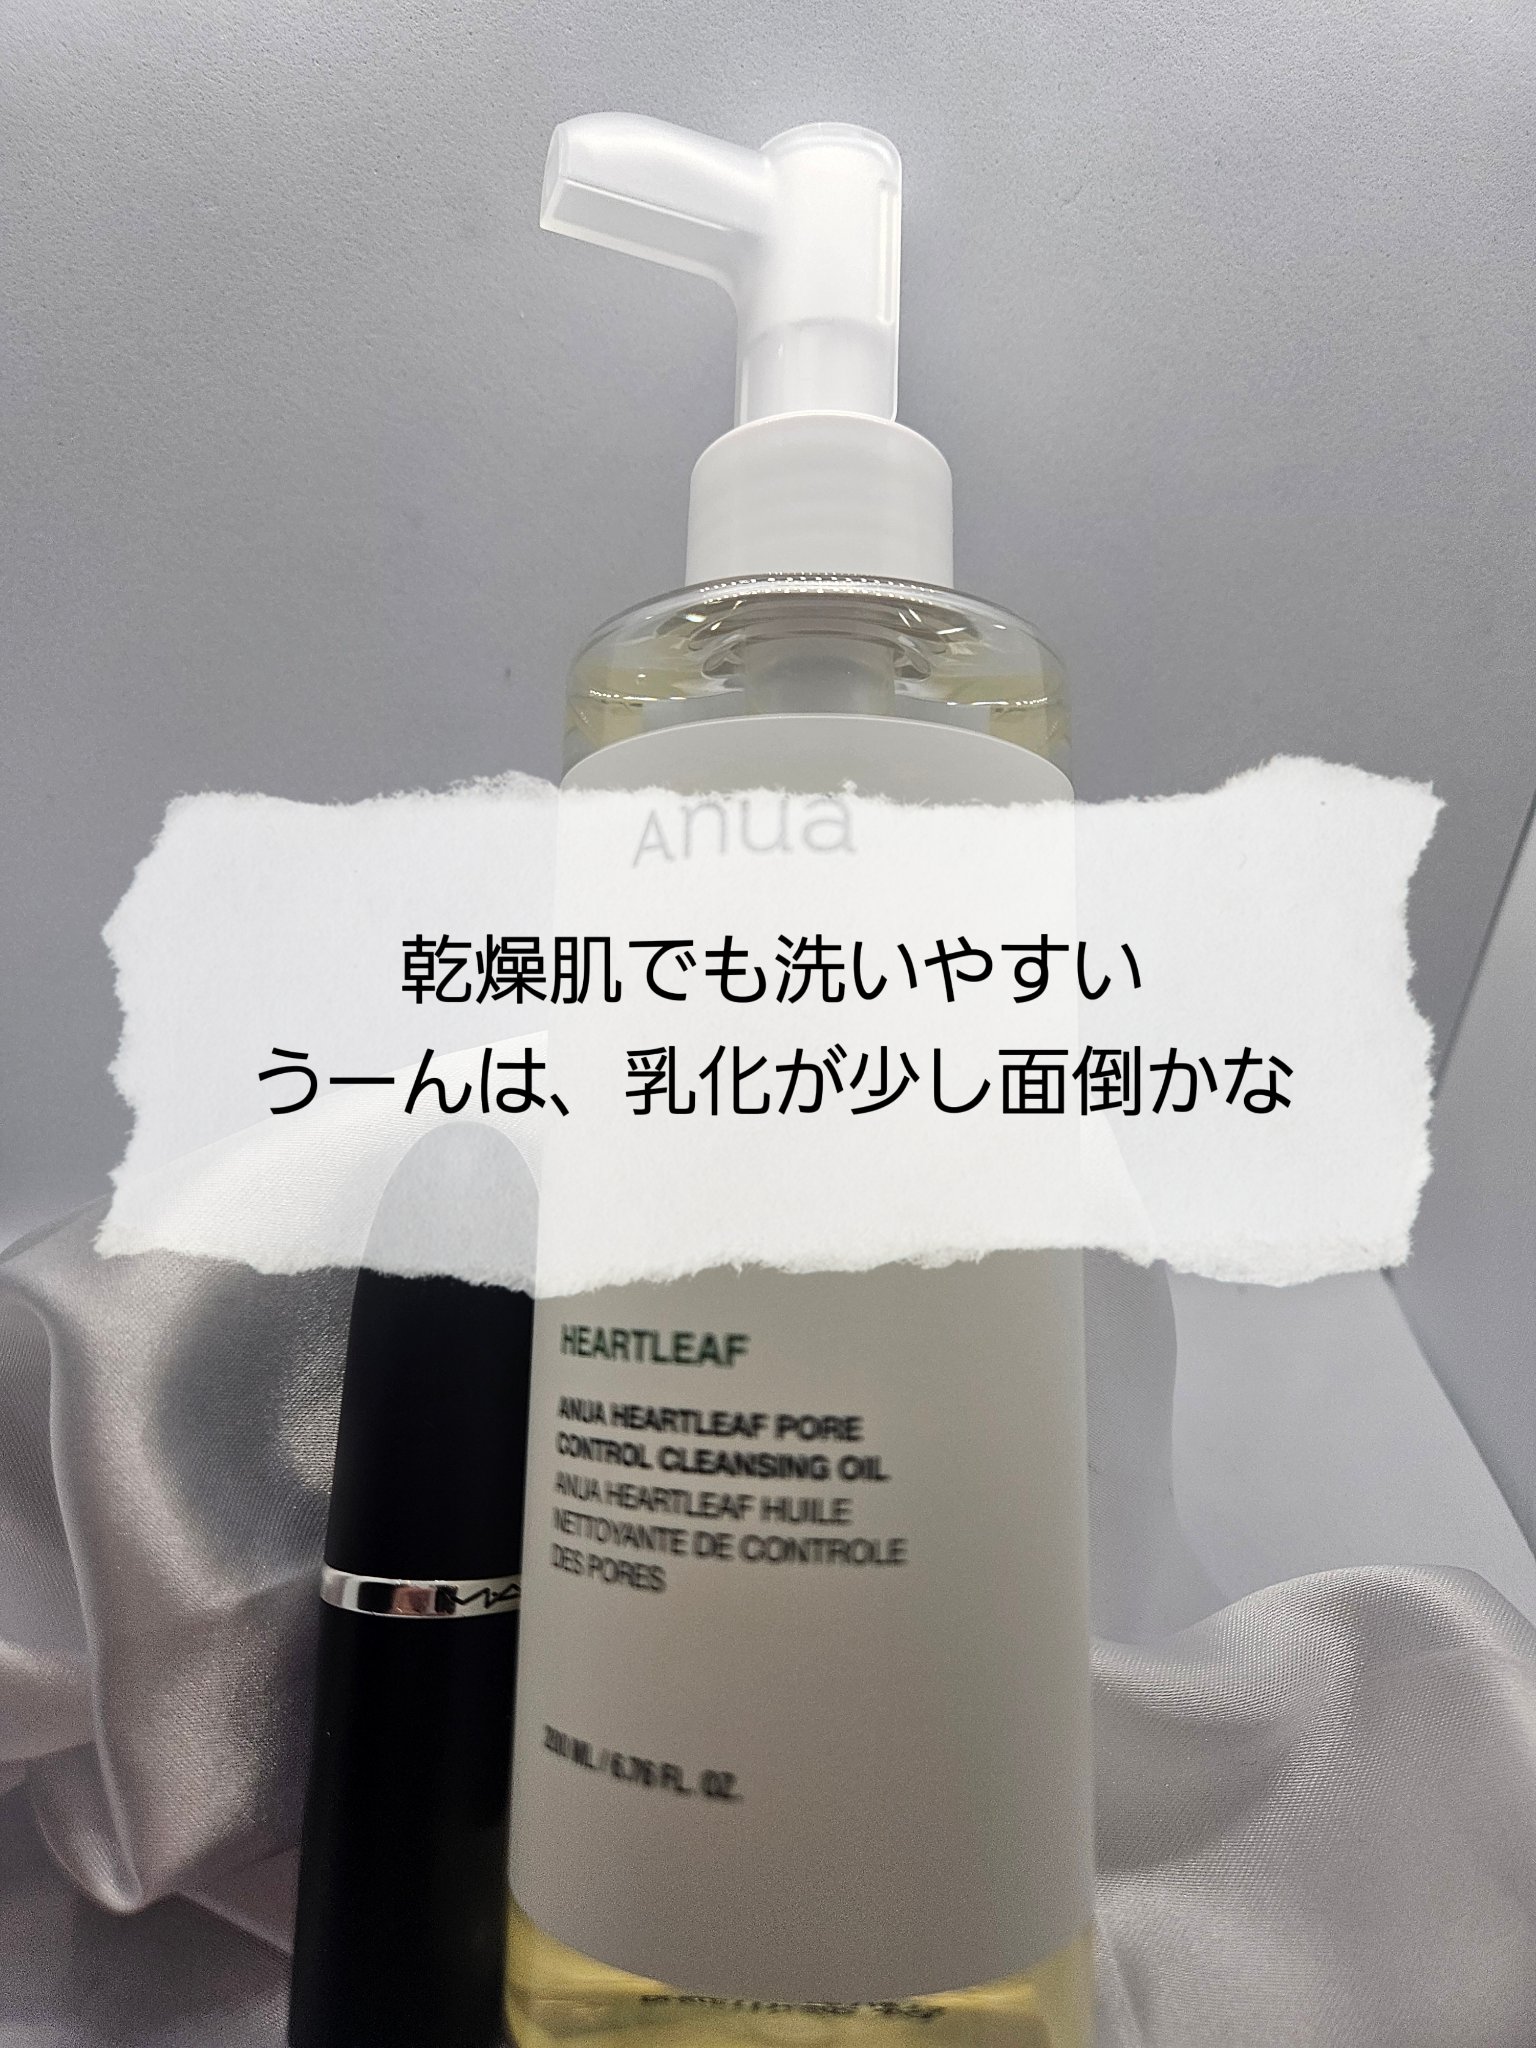 Anua
乾燥肌でも洗いやすい
うーんは、乳化が少し面倒かな
HEARTLEAF
ANUA HEARTLEAF PORE
CONTROL CLEANSING OIL
ANUA HEARTLEAF HUILE
NETTOYANTE DE CONTROLE
DES PORES
MA
200 ML / 6.76 FL. OZ.